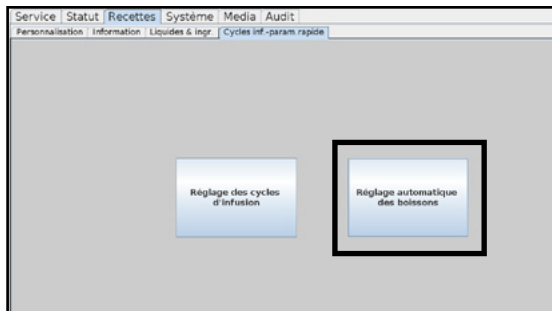 Service Statut Recettes Système Media Audit
Personnalisation Information Liquides & ingr. Cycles inf.-param.rapide
Réglage des cycles
d'infusion
Réglage automatique
des boissons